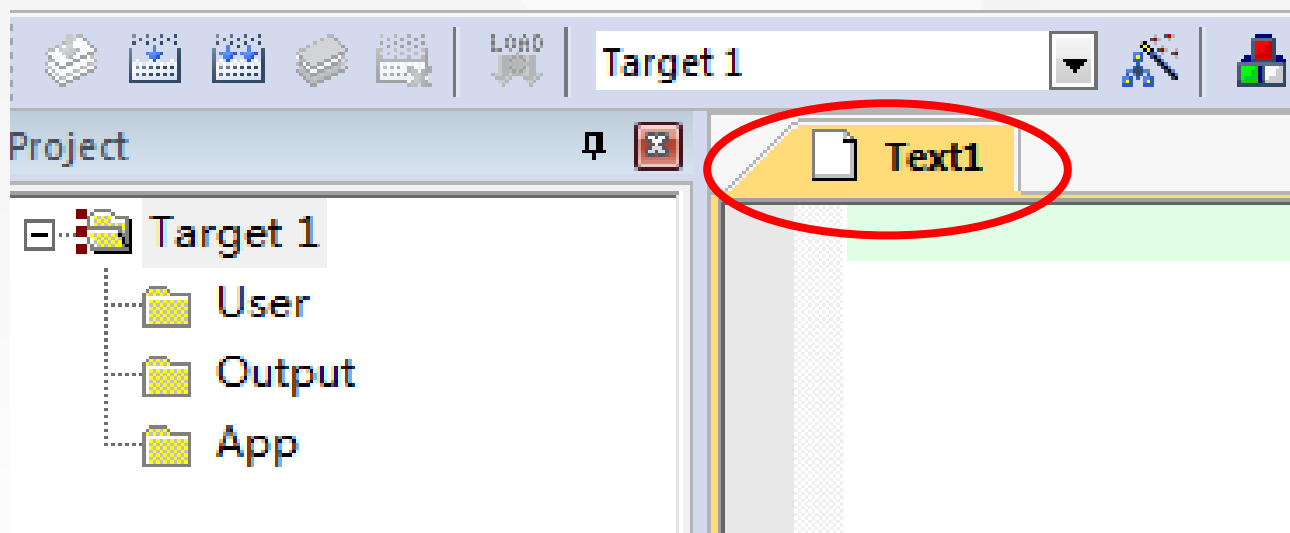 LOAD
Target 1
Project
Text1
Target 1
User
Output
App